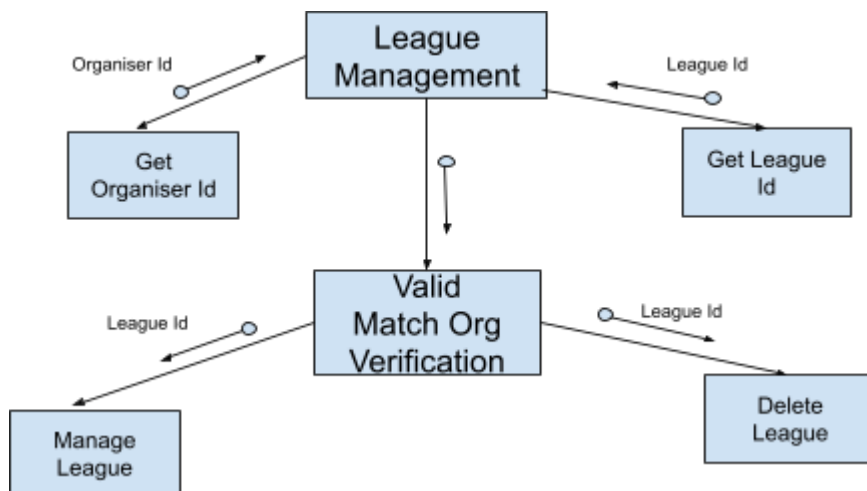 League
Management
Organiser Id
League Id
Get
Organiser Id
Get League
Id
Valid
Match Org
Verification
League Id
League Id
Manage
League
Delete
League